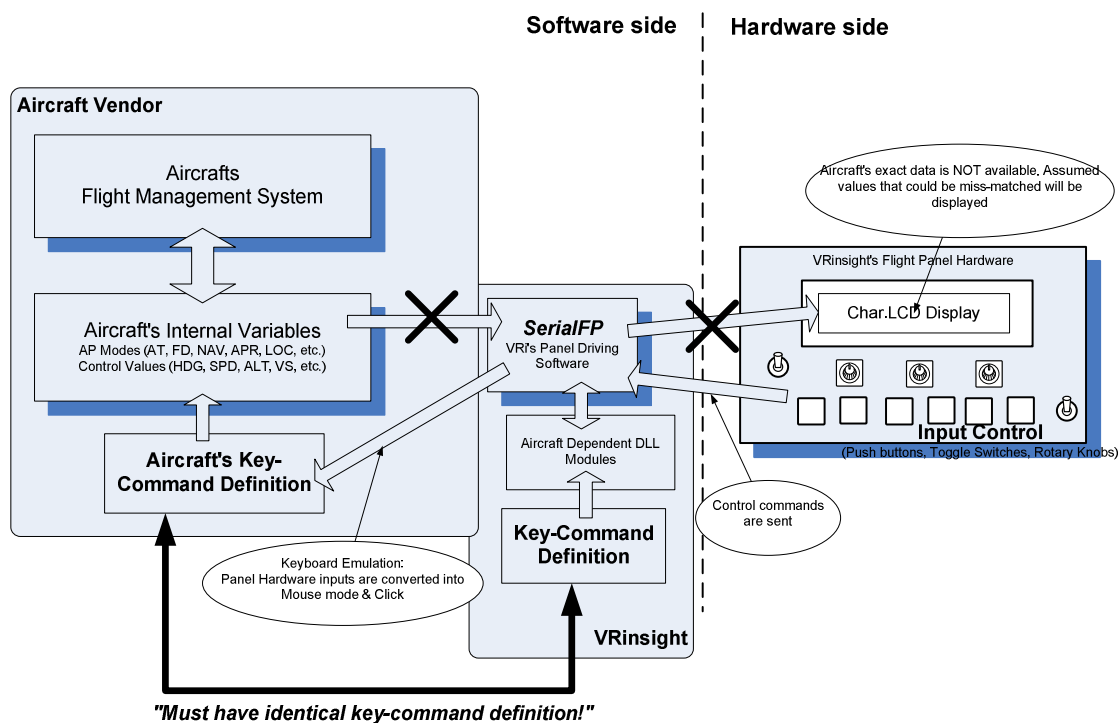 Software side
Hardware side
Aircraft Vendor
Aircrafts
Flight Management System
Aircraft's exact data is NOT available. Assumed
values that could be miss-matched will be
displayed
Aircraft's Internal Variables
AP Modes (AT, FD, NAV, APR, LOC, etc.)
Control Values (HDG, SPD, ALT, VS, etc.)
SerialFP
VRi's Panel Driving
Software
VRinsight's Flight Panel Hardware
Char.LCD Display
Input Control
(Push buttons, Toggle Switches, Rotary Knobs)
Aircraft's Key-
Command Definition
Aircraft Dependent DLL
Modules
Control commands
are sent
Key-Command
Definition
Keyboard Emulation:
Panel Hardware inputs are converted into
Mouse mode & Click
VRinsight
"Must have identical key-command definition!"